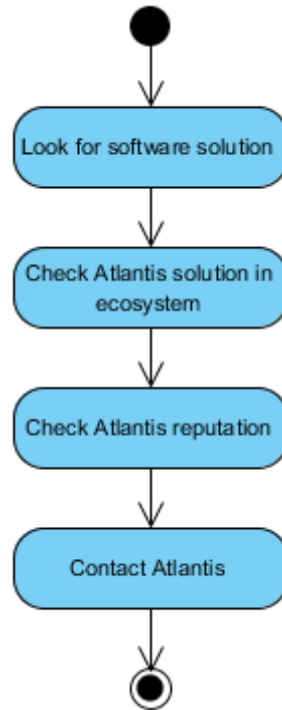 Look for software solution
Check Atlantis solution in
ecosystem
Check Atlantis reputation
Contact Atlantis